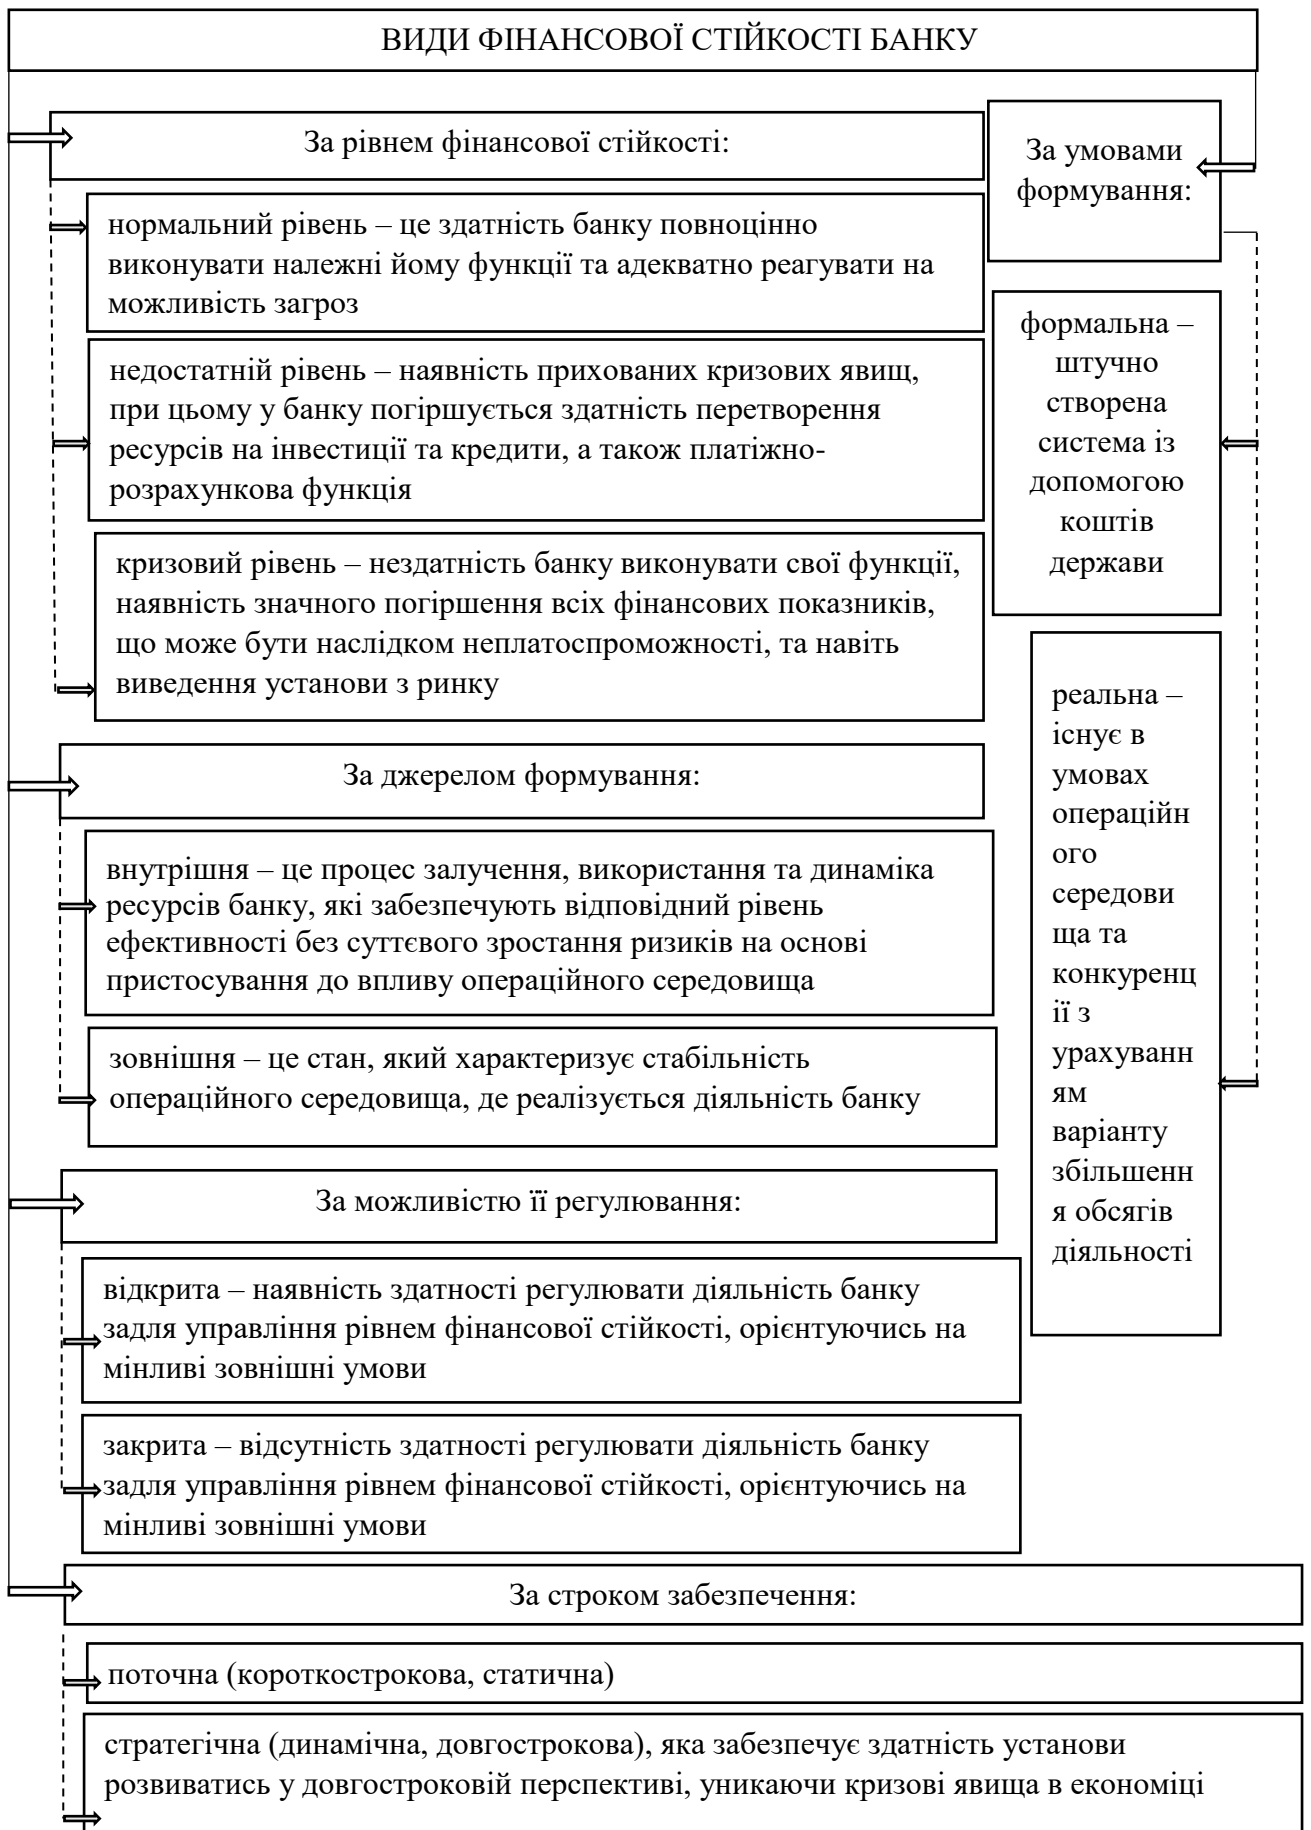 ВИДИ ФІНАНСОВОЇ СТІЙКОСТІ БАНКУ
За рівнем фінансової стійкості:
нормальний рівень – це здатність банку повноцінно
виконувати належні йому функції та адекватно реагувати на
можливість загроз
недостатній рівень – наявність прихованих кризових явищ,
при цьому у банку погіршується здатність перетворення
ресурсів на інвестиції та кредити, а також платіжно-
розрахункова функція
кризовий рівень – нездатність банку виконувати свої функції,
наявність значного погіршення всіх фінансових показників,
що може бути наслідком неплатоспроможності, та навіть
виведення установи з ринку
За джерелом формування:
внутрішня – це процес залучення, використання та динаміка
ресурсів банку, які забезпечують відповідний рівень
ефективності без суттєвого зростання ризиків на основі
пристосування до впливу операційного середовища
зовнішня – це стан, який характеризує стабільність
операційного середовища, де реалізується діяльність банку
За можливістю її регулювання:
відкрита – наявність здатності регулювати діяльність банку
задля управління рівнем фінансової стійкості, орієнтуючись на
мінливі зовнішні умови
закрита – відсутність здатності регулювати діяльність банку
задля управління рівнем фінансової стійкості, орієнтуючись на
мінливі зовнішні умови
За строком забезпечення:
поточна (короткострокова, статична)
стратегічна (динамічна, довгострокова), яка забезпечує здатність установи
розвиватись у довгостроковій перспективі, уникаючи кризові явища в економіці
За умовами
формування:
формальна –
штучно
створена
система із
допомогою
коштів
держави
реальна –
існує в
умовах
операційн
ого
середови
ща та
конкуренц
ії з
урахуванн
ям
варіанту
збільшенн
я обсягів
діяльності